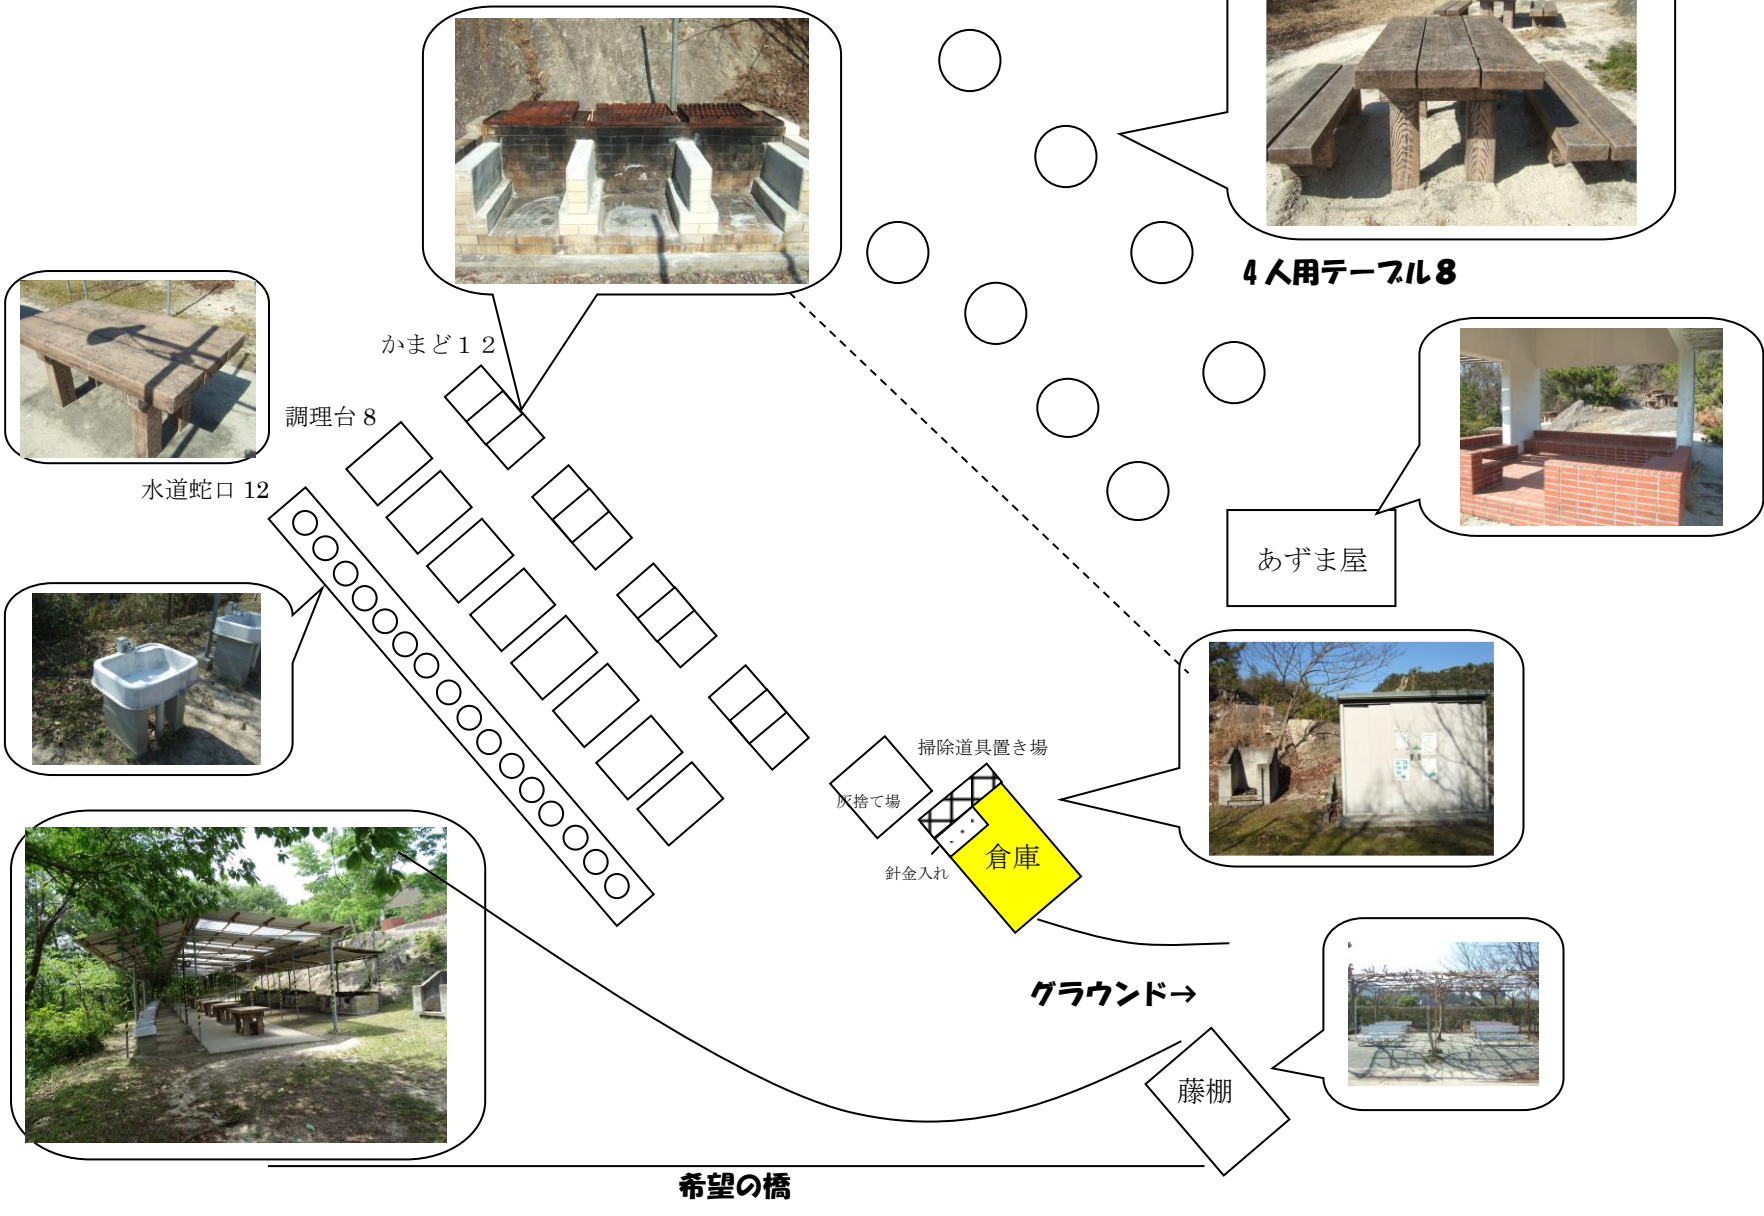 4人用テーブル8
かまど12
調理台 8
水道蛇口 12
あずま屋
掃除道具置き場
灰捨て場
倉庫
針金入れ
グラウンド→
藤棚
希望の橋